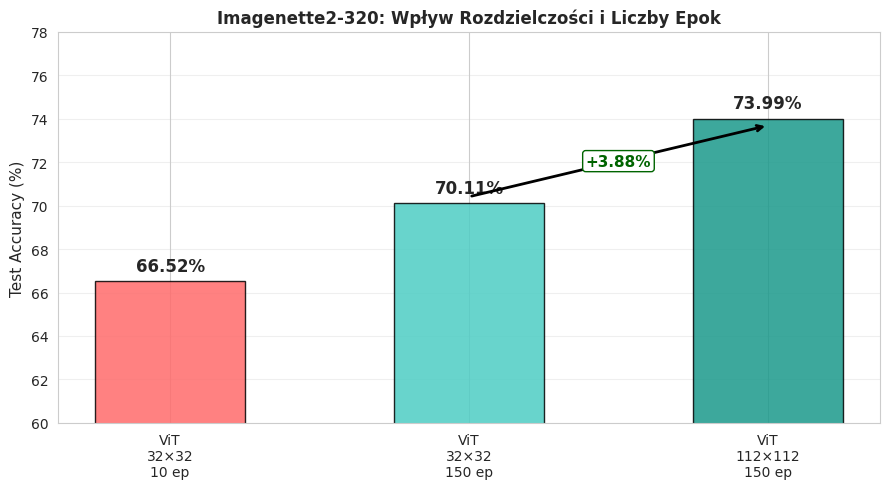 Imagenette2-320: Wpływ Rozdzielczości i Liczby Epok
Test Accuracy (%)
78
76
74
72
70
68
66
64
62
60
66.52%
70.11%
73.99%
+3.88%
ViT
32×32
10 ep
ViT
32×32
150 ep
ViT
112×112
150 ep